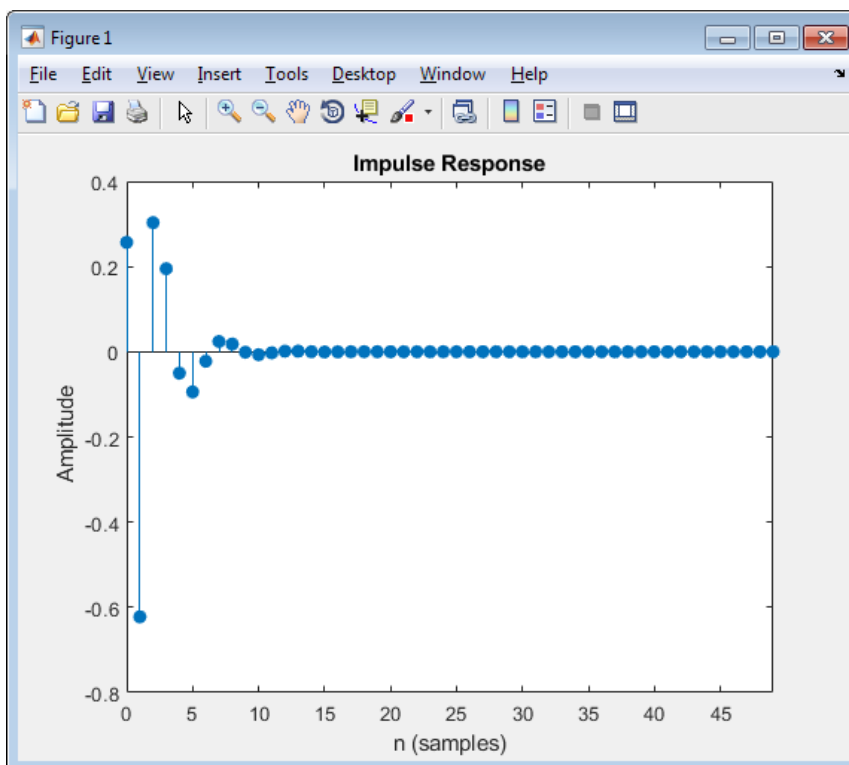 Figure 1
File Edit View Insert Tools Desktop Window Help
Impulse Response
0.4
0.2
0
-0.2
-0.4
-0.6
-0.8
Amplitude
0 5 10 15 20 25 30 35 40 45
n (samples)